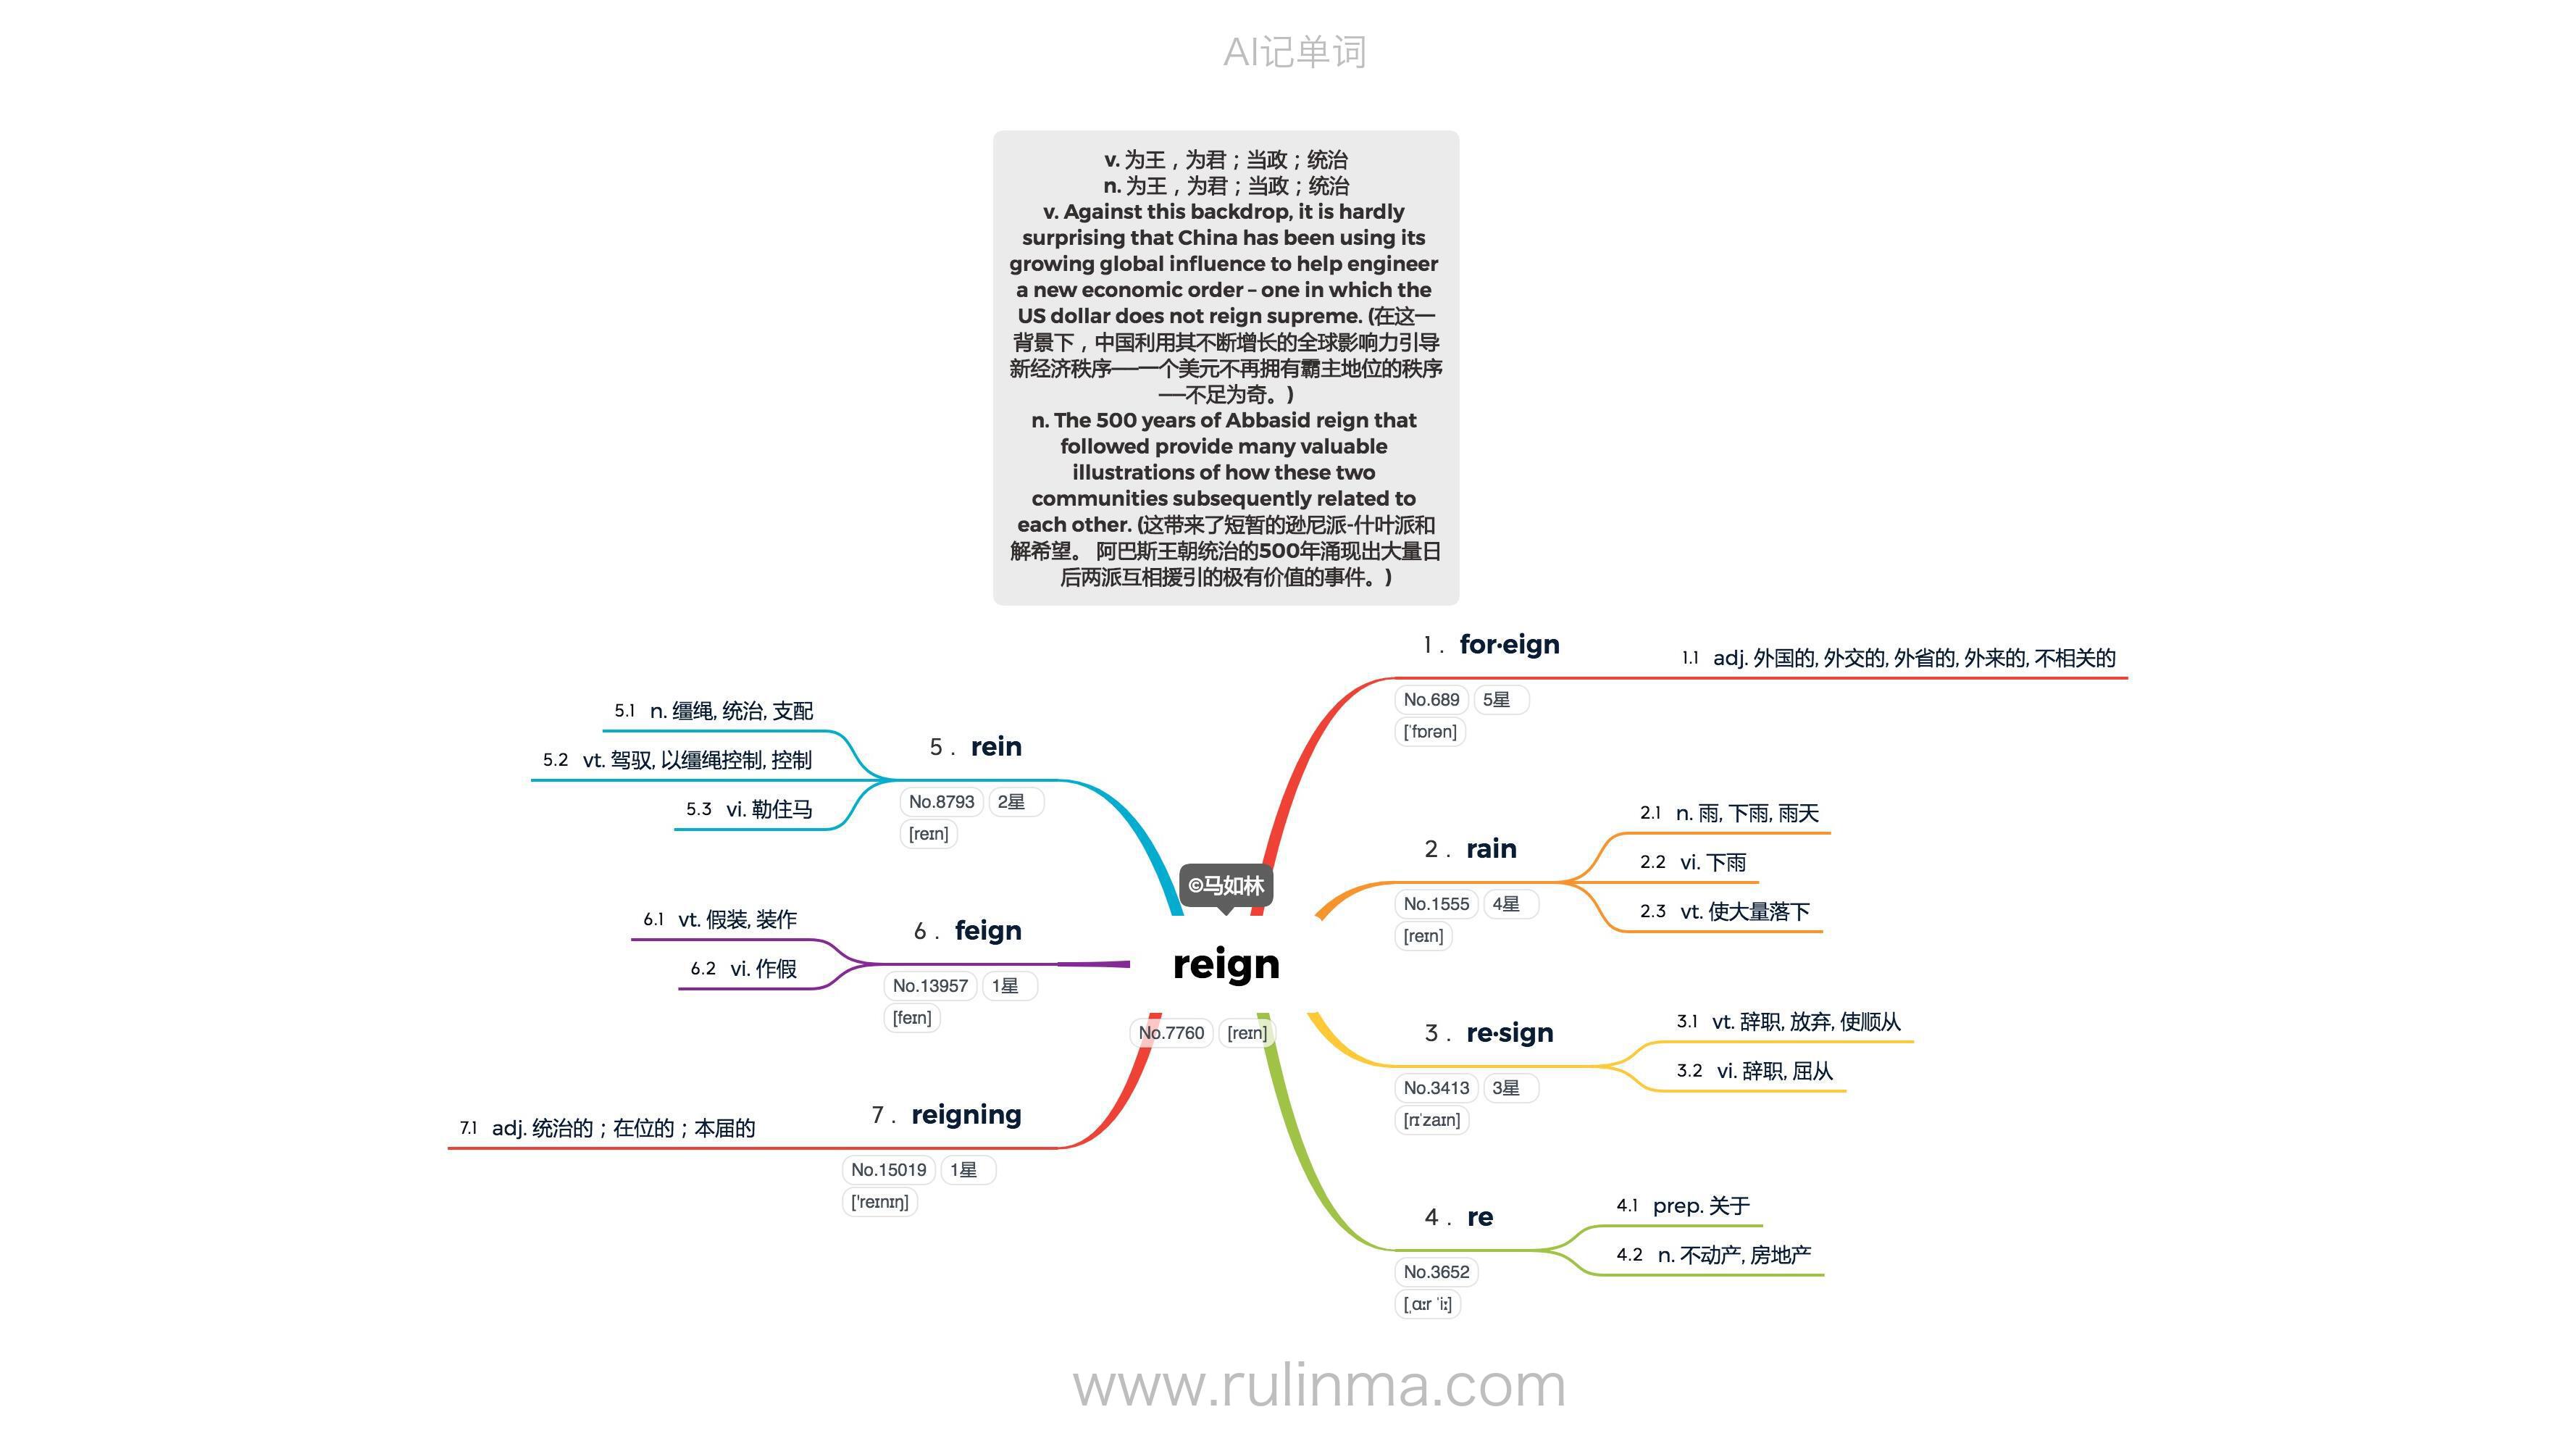 AI记单词
v. 为王，为君；当政；统治
n. 为王，为君；当政；统治
v. Against this backdrop, it is hardly
surprising that China has been using its
growing global influence to help engineer
a new economic order – one in which the
US dollar does not reign supreme. (在这一
背景下，中国利用其不断增长的全球影响力引导
新经济秩序——一个美元不再拥有霸主地位的秩序
——不足为奇。)
n. The 500 years of Abbasid reign that
followed provide many valuable
illustrations of how these two
communities subsequently related to
each other. (这带来了短暂的逊尼派-什叶派和
解希望。 阿巴斯王朝统治的500年涌现出大量日
后两派互相援引的极有价值的事件。)
©马如林
reign
No.7760 [reɪn]
1. for·eign
No.689 5星
[ˈfɒrən]
1.1 adj. 外国的, 外交的, 外省的, 外来的, 不相关的
2. rain
No.1555 4星
[reɪn]
2.1 n. 雨, 下雨, 雨天
2.2 vi. 下雨
2.3 vt. 使大量落下
3. re·sign
No.3413 3星
[rɪˈzaɪn]
3.1 vt. 辞职, 放弃, 使顺从
3.2 vi. 辞职, 屈从
4. re
No.3652
[ˌɑːr ˈiː]
4.1 prep. 关于
4.2 n. 不动产, 房地产
5. rein
No.8793 2星
[reɪn]
5.1 n. 缰绳, 统治, 支配
5.2 vt. 驾驭, 以缰绳控制, 控制
5.3 vi. 勒住马
6. feign
No.13957 1星
[feɪn]
6.1 vt. 假装, 装作
6.2 vi. 作假
7. reigning
No.15019 1星
['reɪnɪŋ]
7.1 adj. 统治的；在位的；本届的
www.rulinma.com